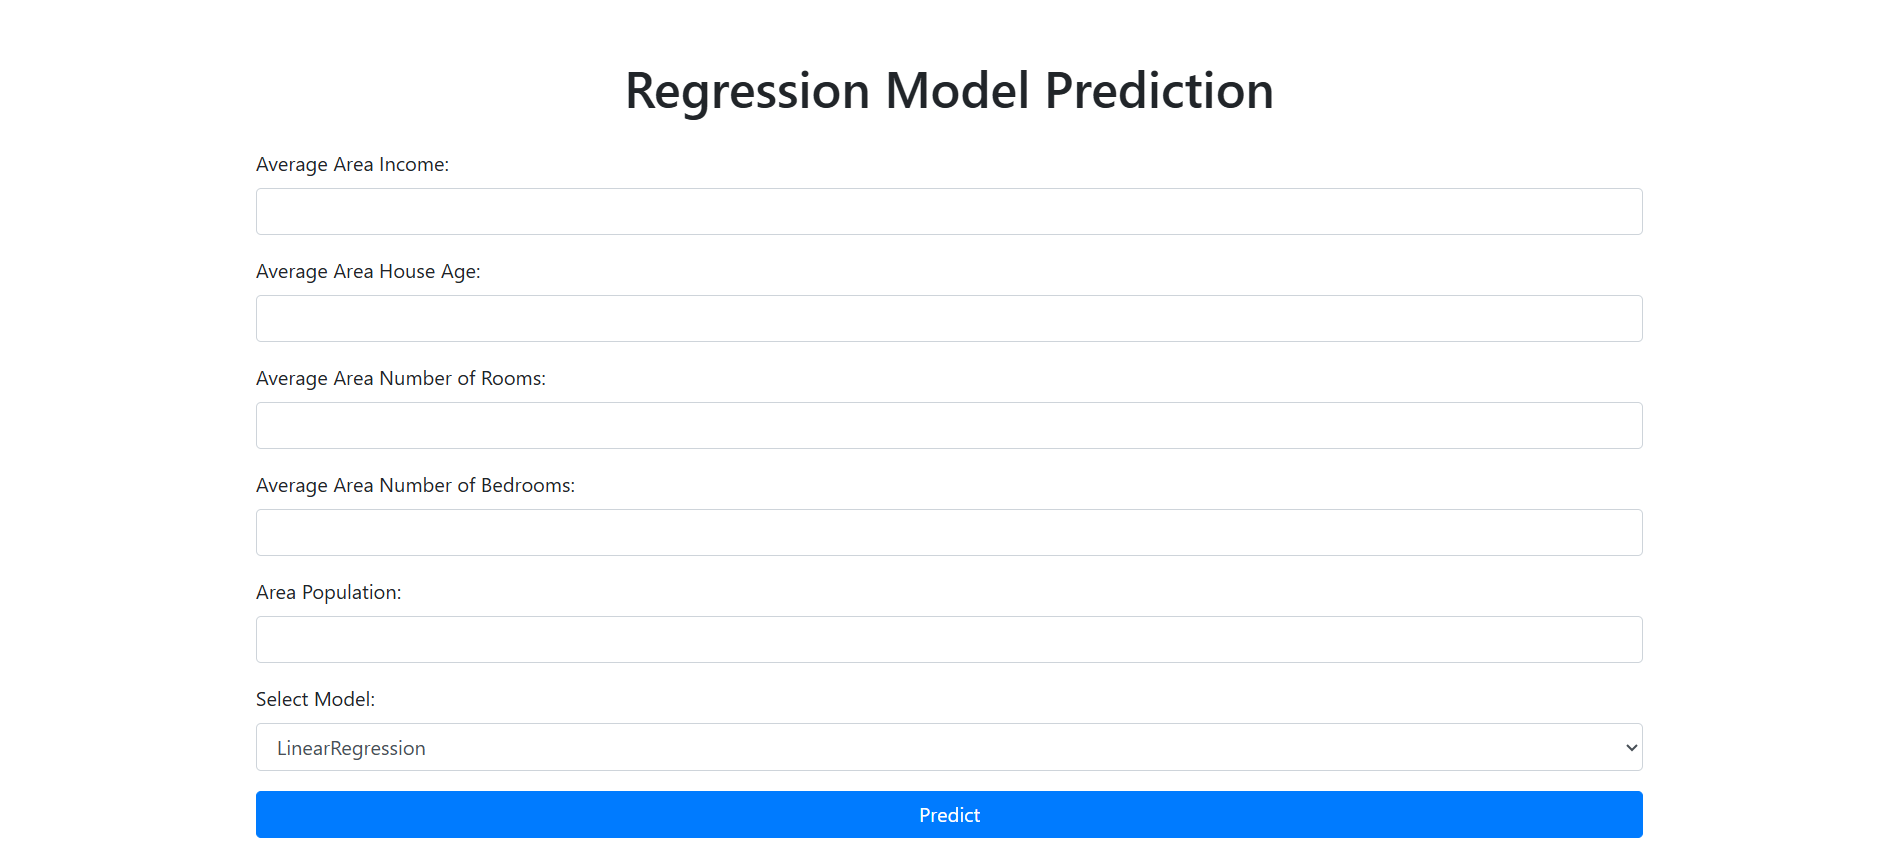 Regression Model Prediction
Average Area Income:
Average Area House Age:
Average Area Number of Rooms:
Average Area Number of Bedrooms:
Area Population:
Select Model:
LinearRegression
Predict